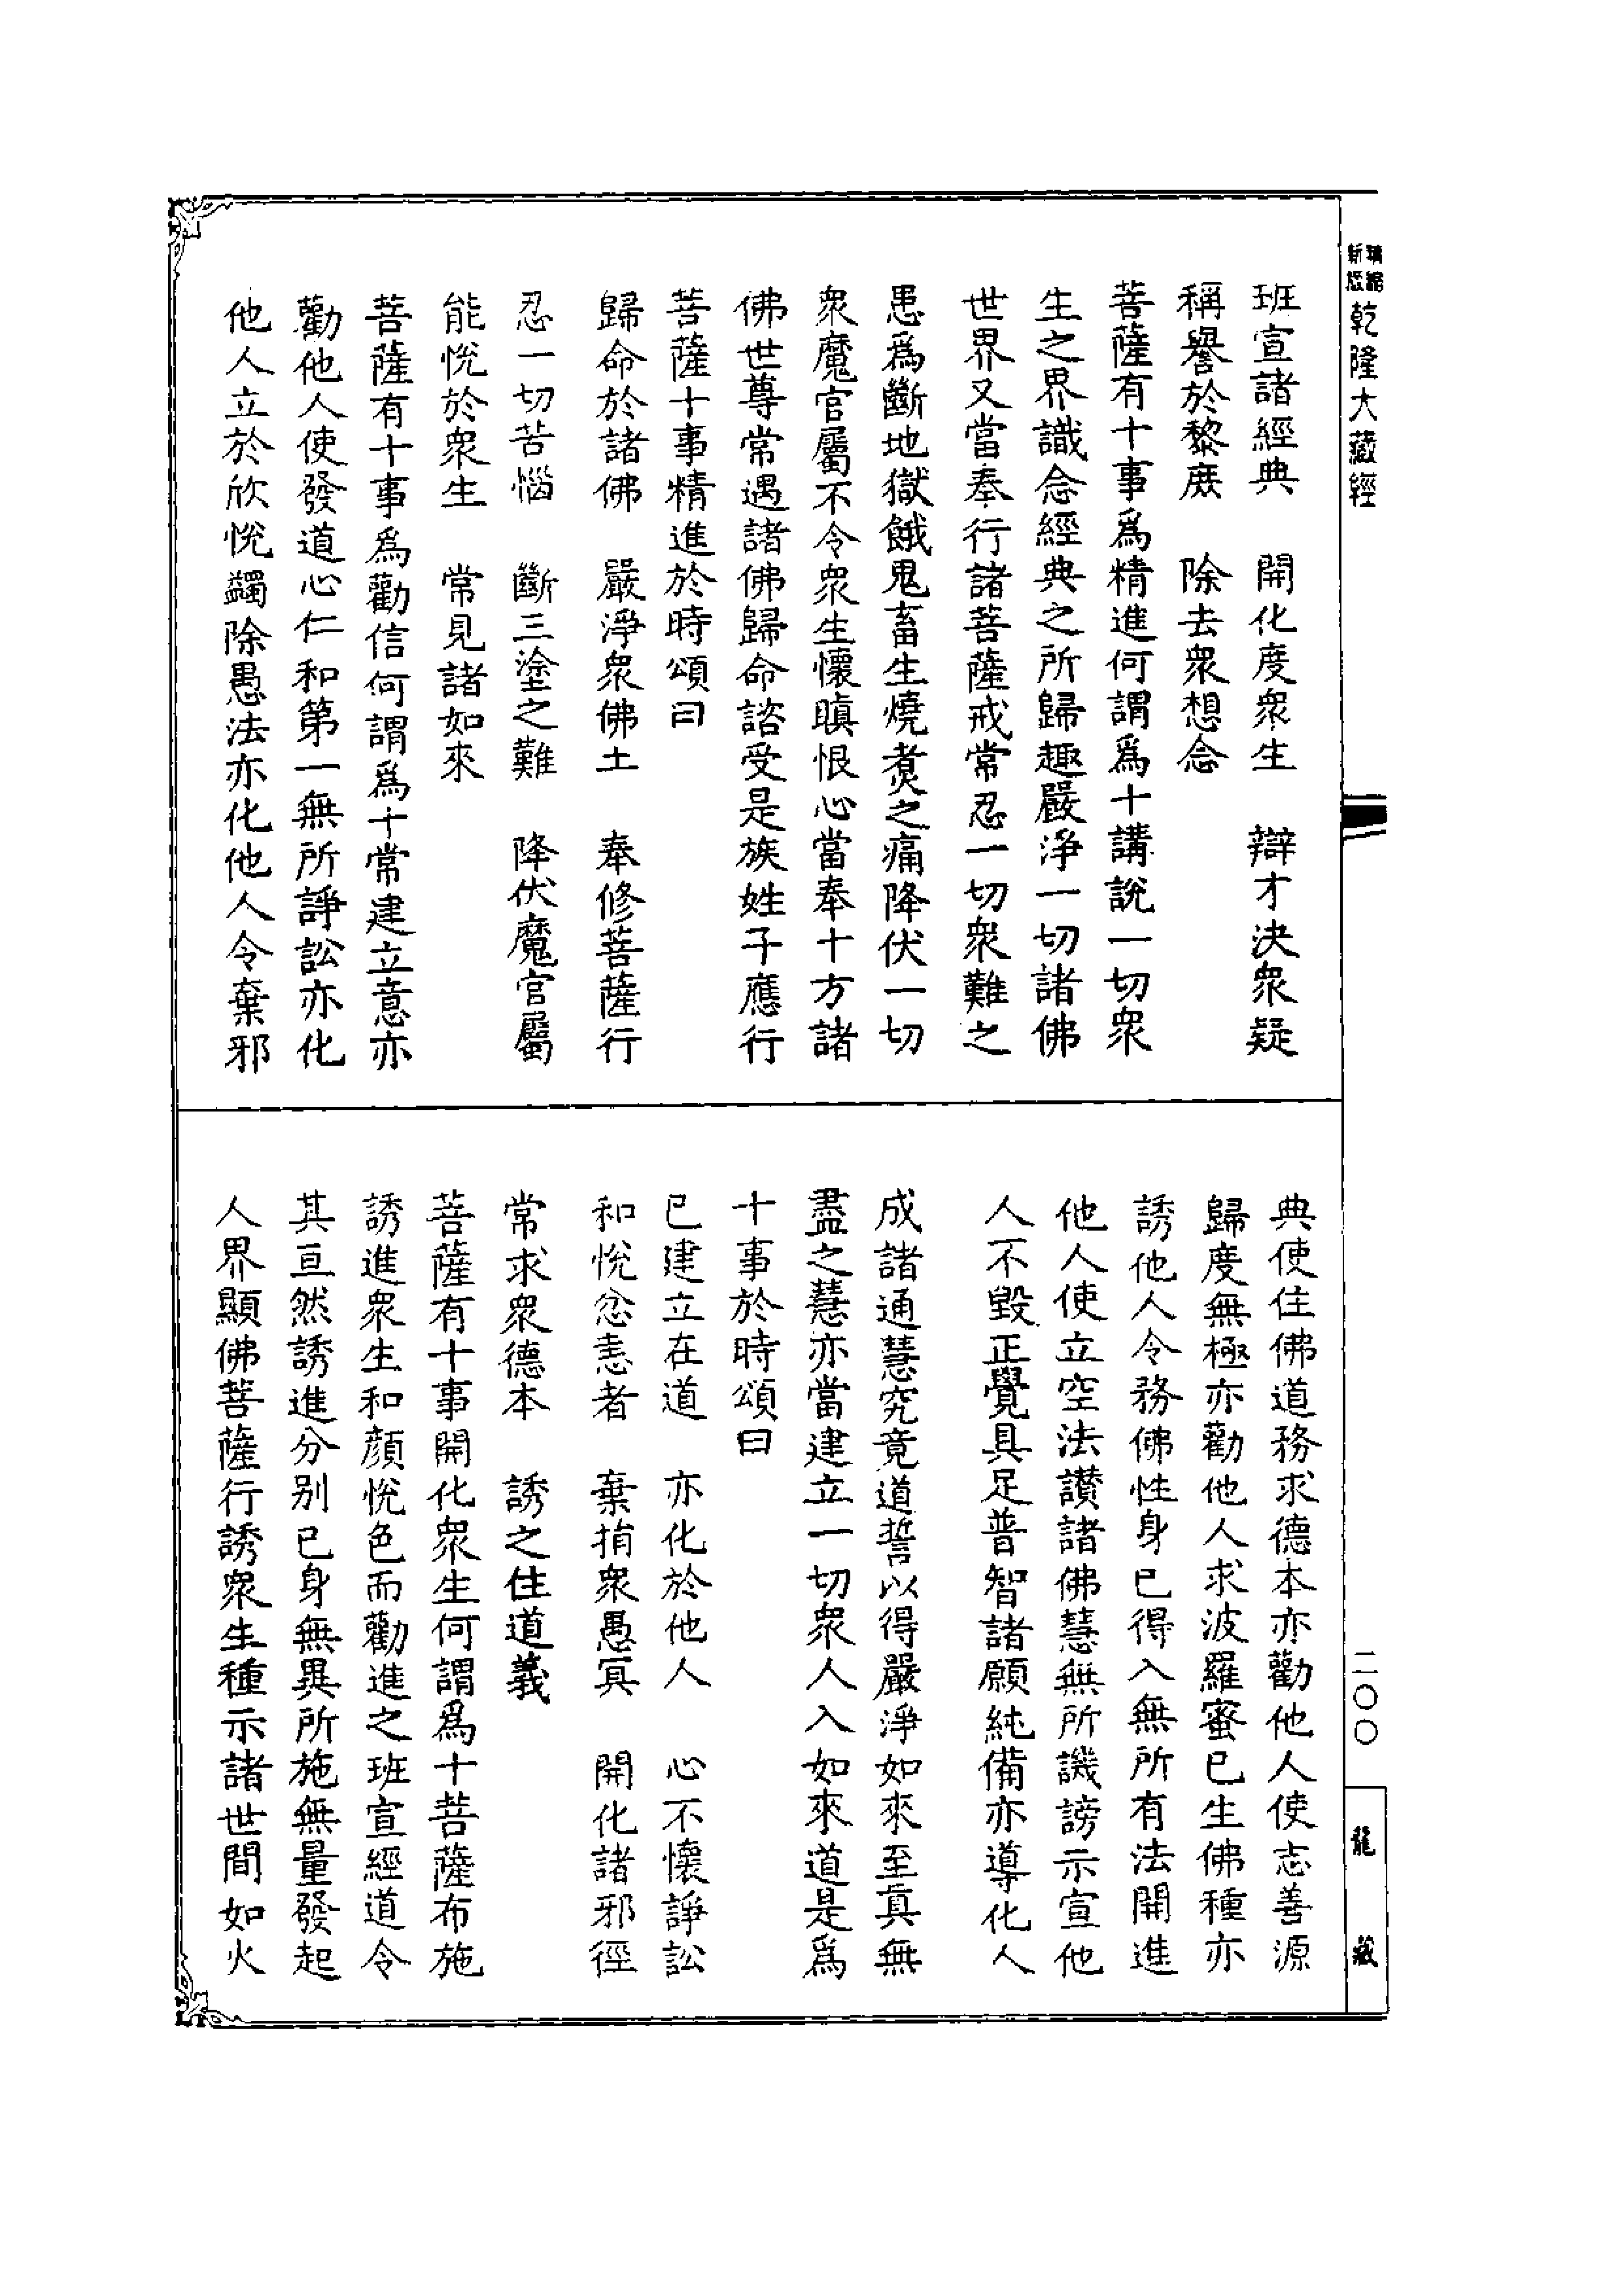 乾隆大藏經
班宣諸經典　開化度衆生　辯才決衆疑
稱譽於黎庶　除去衆想念
菩薩有十事爲精進何謂爲十講說一切衆
生之界識念經典之所歸趣嚴淨一切諸佛
世界又當奉行諸菩薩戒常忍一切衆難之
患爲斷地獄餓鬼畜生燒煑之痛降伏一切
衆魔官屬不令衆生懷瞋恨心當奉十方諸
佛世尊常遇諸佛歸命諮受是族姓子應行
菩薩十事精進於時頌曰
歸命於諸佛　嚴淨衆佛土　奉修菩薩行
忍一切苦惱　斷三塗之難　降伏魔官屬
能悅於衆生　常見諸如來
菩薩有十事爲勸信何謂爲十常建立意亦
勸他人使發道心仁和第一無所諍訟亦化
他人立於欣悅蠲除愚法亦化他人令棄邪
典使住佛道務求德本亦勸他人使志善源
歸度無極亦勸他人求波羅蜜已生佛種亦
誘他人令務佛性身已得入無所有法開進
他人使立空法讃諸佛慧無所譏謗示宣他
人不毀正覺具足普智諸願純備亦導化人
成諸通慧究竟道誓以得嚴淨如來至真無
盡之慧亦當建立一切衆人入如來道是爲
十事於時頌曰
已建立在道　亦化於他人　心不懷諍訟
和悅忿恚者　棄捐衆愚冥　開化諸邪徑
常求衆德本　誘之住道義
菩薩有十事開化衆生何謂爲十菩薩布施
誘進衆生和顏悅色而勸進之班宣經道令
其亘然誘進分別已身無異所施無量發起
人界顯佛菩薩行誘衆生種示諸世間如火
二〇〇
龍藏